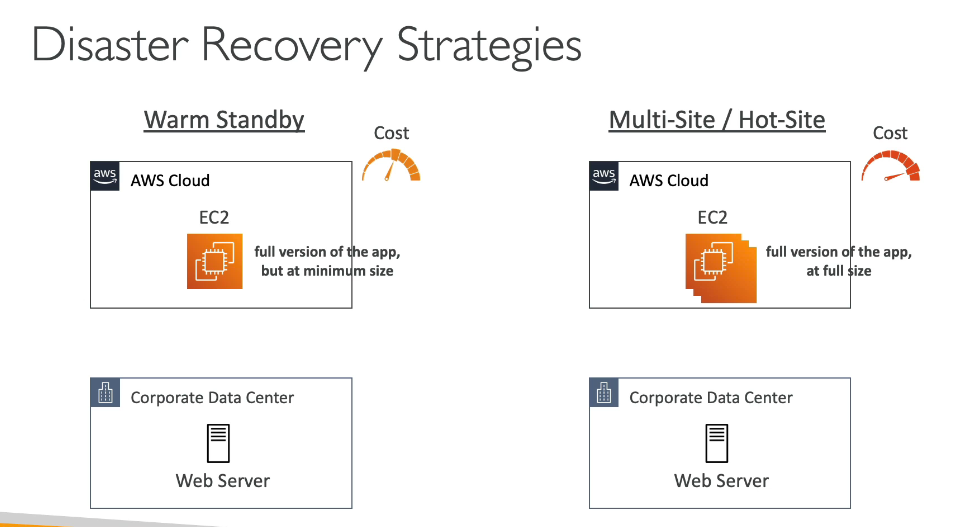 Disaster Recovery Strategies
Warm Standby
Cost
aws
AWS Cloud
EC2
full version of the app,
but at minimum size
Corporate Data Center
Web Server
Multi-Site / Hot-Site
Cost
aws
AWS Cloud
EC2
full version of the app,
at full size
Corporate Data Center
Web Server